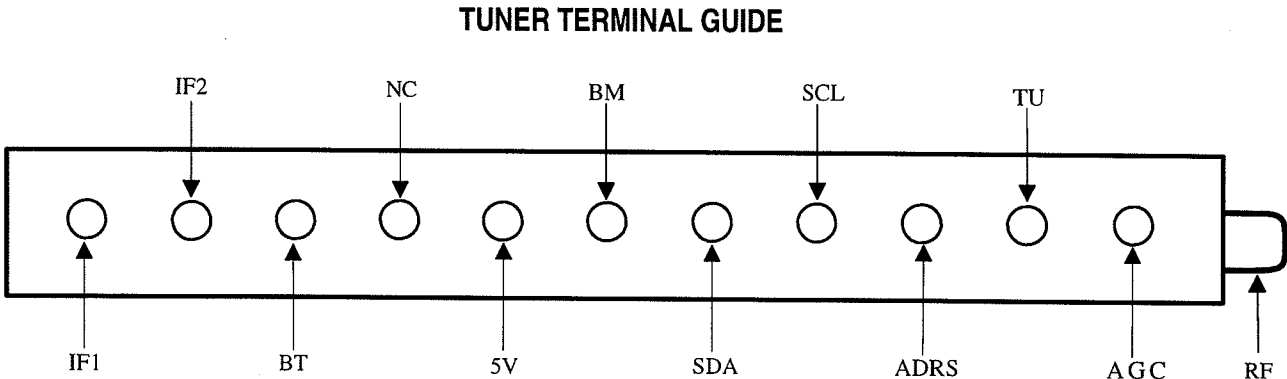 TUNER TERMINAL GUIDE
IF2 NC BM SCL TU
IF1 BT 5V SDA ADRS AGC RF